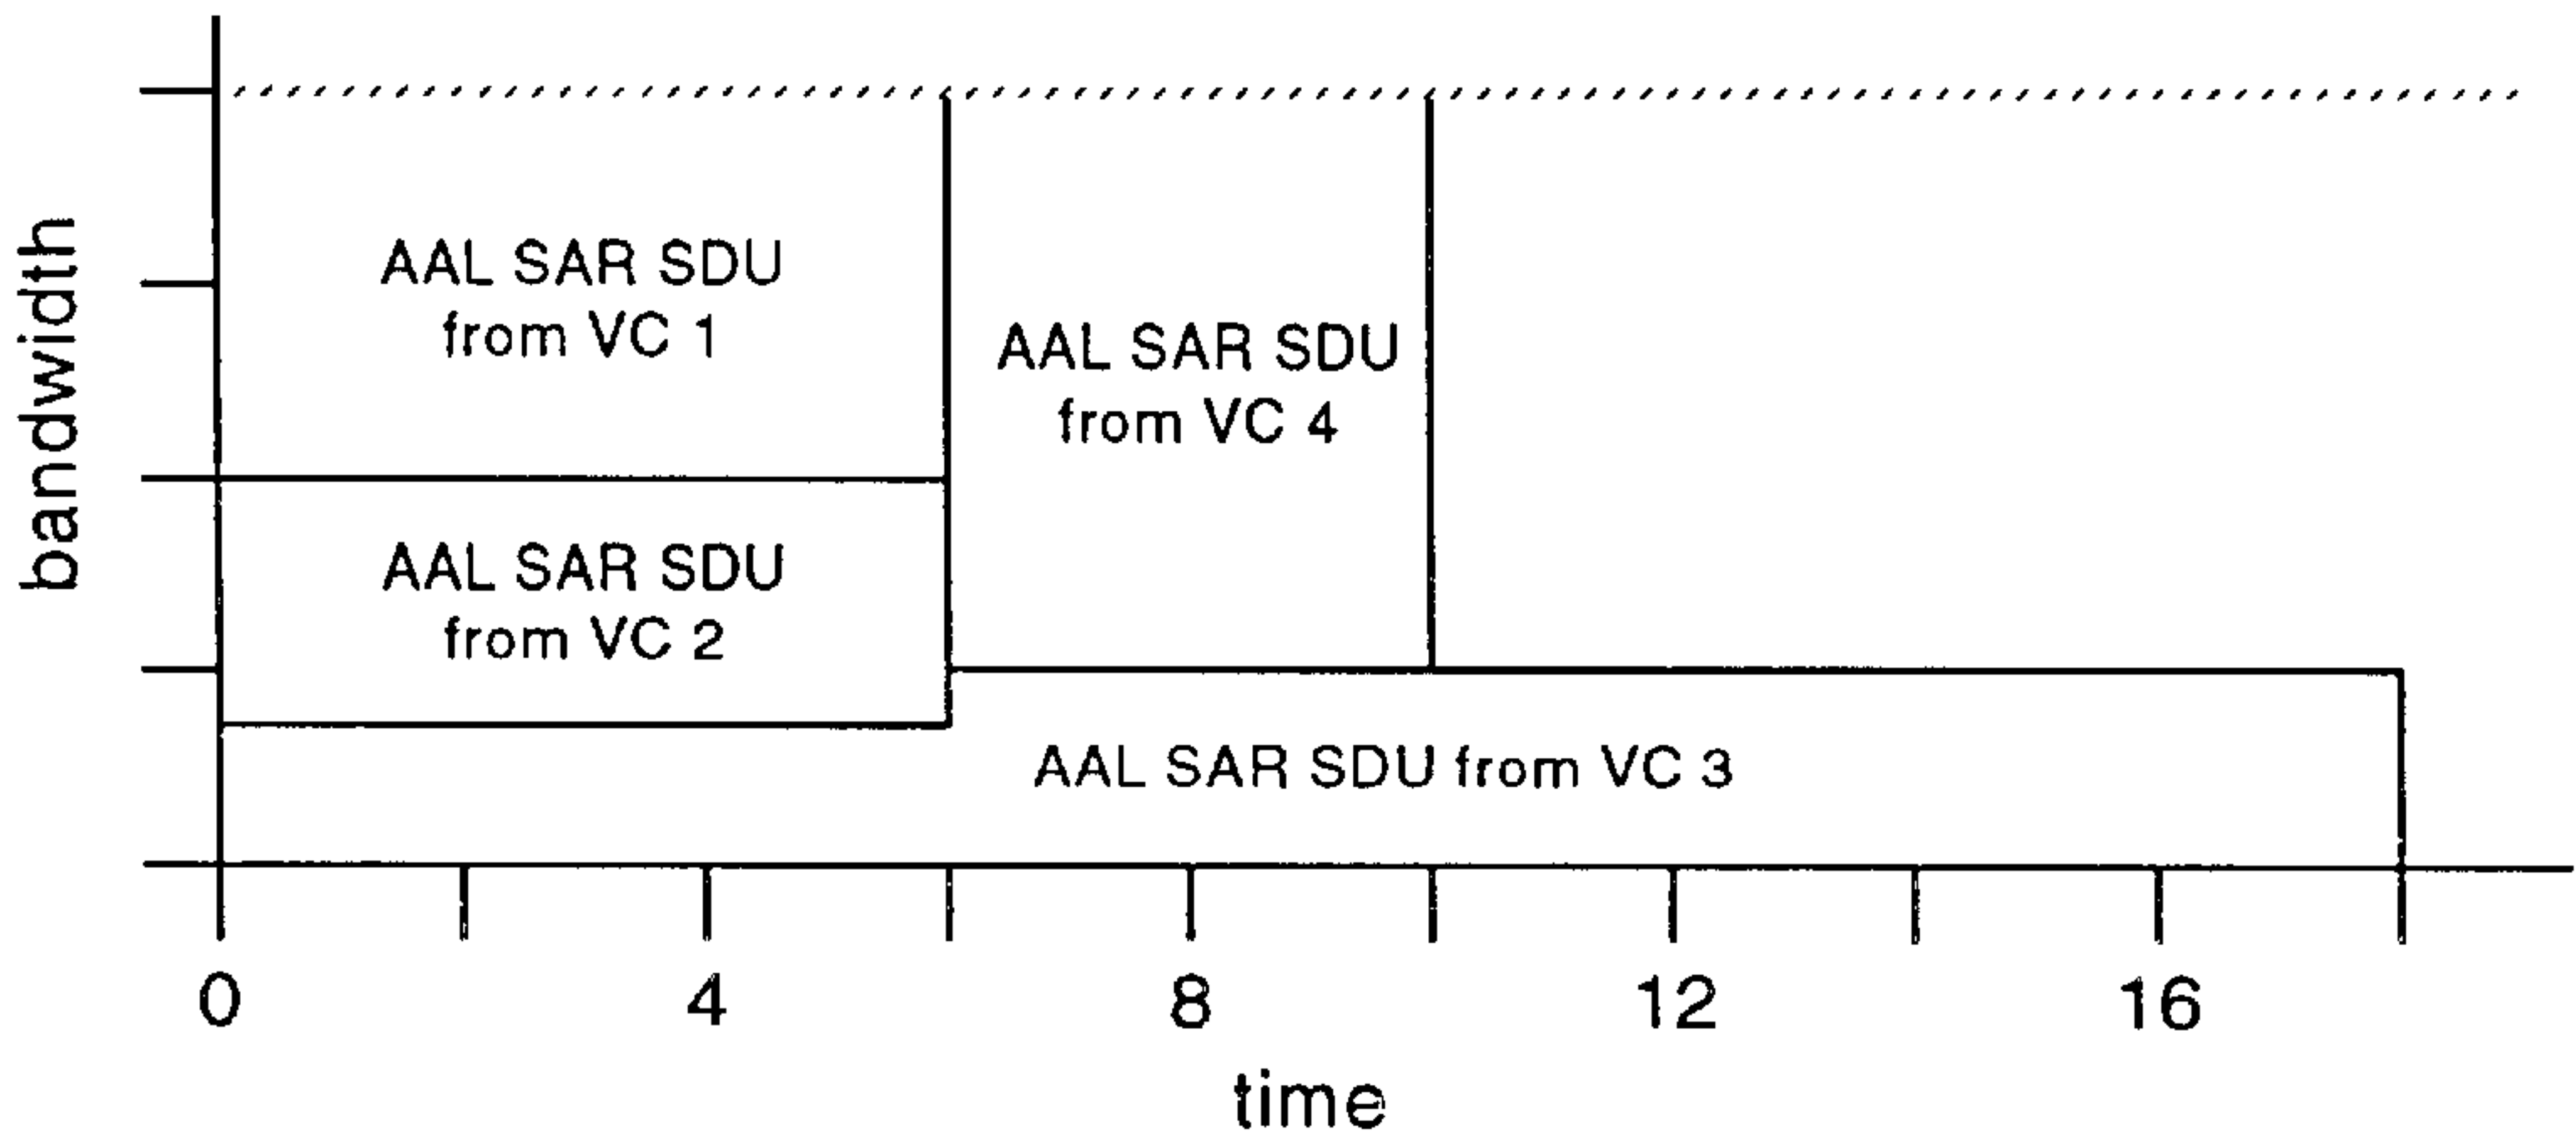 bandwidth
AAL SAR SDU
from VC 1
AAL SAR SDU
from VC 2
AAL SAR SDU
from VC 4
AAL SAR SDU from VC 3
0 4 8 12 16
time